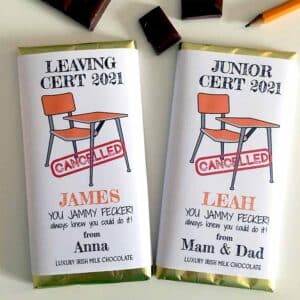 LEAVING
CERT 2021
CANCELLED
JAMES
YOU JAMMY FECKER!
always knew you could do it!
from
Anna
LUXURY IRISH MILK CHOCOLATE
JUNIOR
CERT 2021
CANCELLED
LEAH
YOU JAMMY FECKER!
always knew you could do it!
from
Mam & Dad
LUXURY IRISH MILK CHOCOLATE